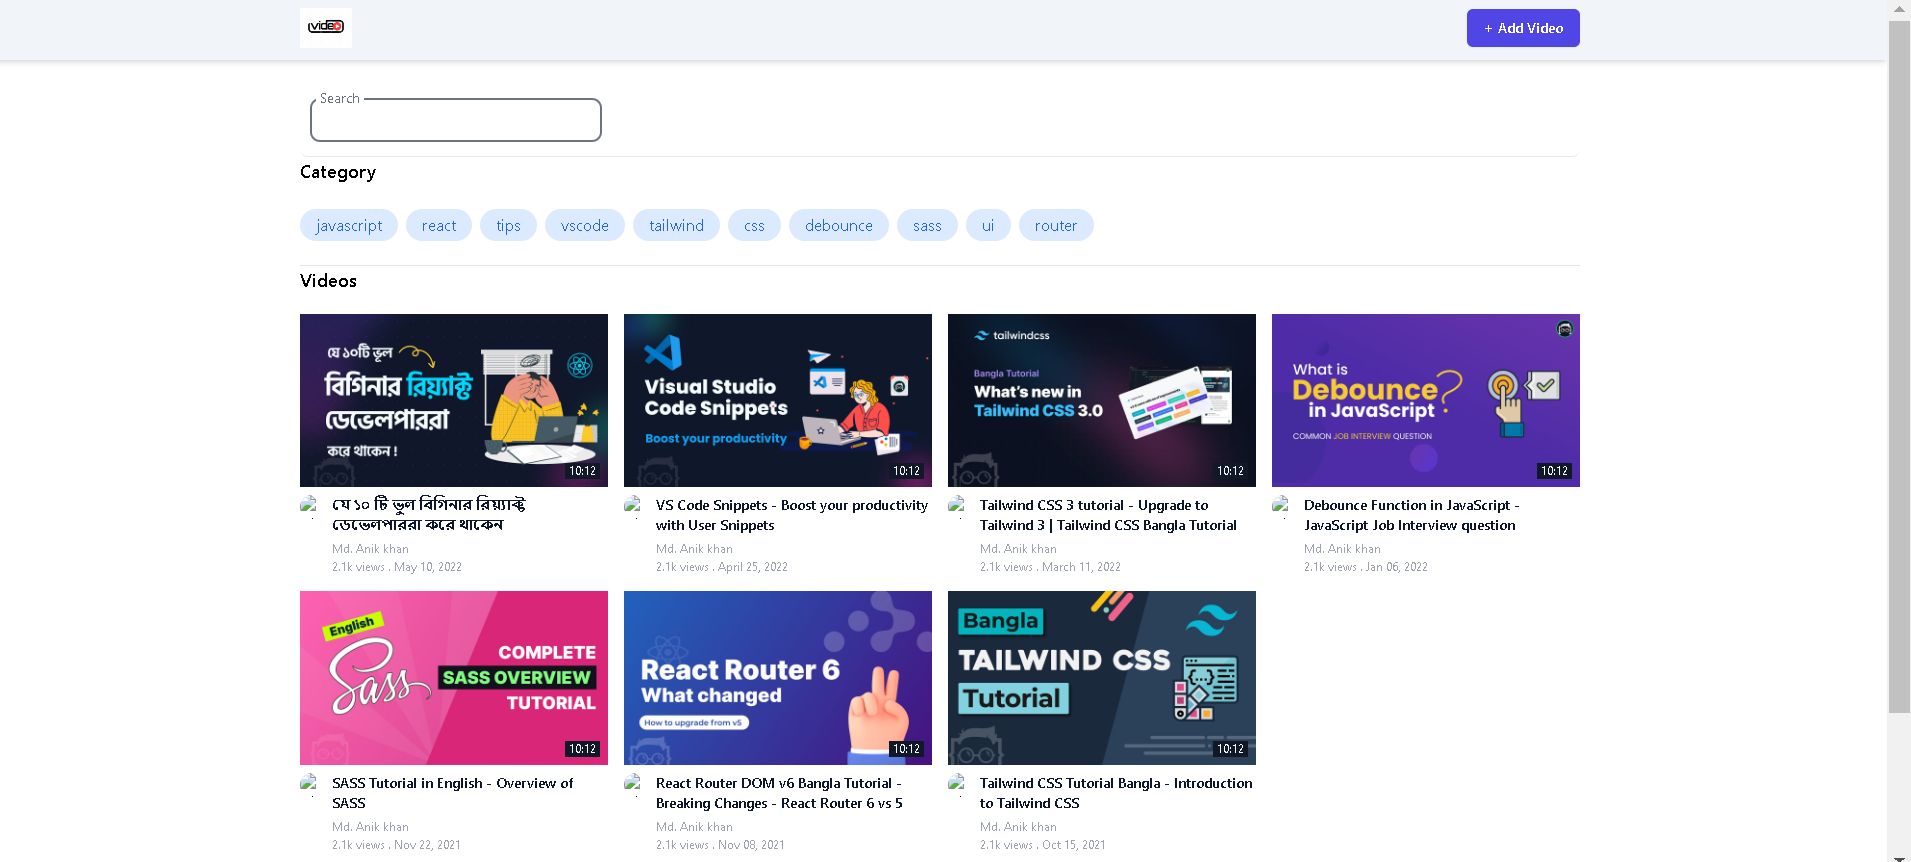 video
+ Add Video
Search
Category
javascript
react
tips
vscode
tailwind
css
debounce
sass
ui
router
Videos
যে ১০টি ভূল
বিগিনার রিয়্যাক্ট
ডেভেলপাররা
করে থাকেন !
10:12
Visual Studio
Code Snippets
Boost your productivity
10:12
tailwindcss
Bangla Tutorial
What's new in
Tailwind CSS 3.0
10:12
What is
Debounce?
in JavaScript
COMMON JOB INTERVIEW QUESTION
10:12
যে ১০ টি ভুল বিগিনার রিয়্যাক্ট
ডেভেলপাররা করে থাকেন
Md. Anik khan
2.1k views . May 10, 2022
VS Code Snippets - Boost your productivity
with User Snippets
Md. Anik khan
2.1k views . April 25, 2022
Tailwind CSS 3 tutorial - Upgrade to
Tailwind 3 | Tailwind CSS Bangla Tutorial
Md. Anik khan
2.1k views . March 11, 2022
Debounce Function in JavaScript -
JavaScript Job Interview question
Md. Anik khan
2.1k views . Jan 06, 2022
English
Sass
COMPLETE
SASS OVERVIEW
TUTORIAL
10:12
React Router 6
What changed
How to upgrade from v5
10:12
Bangla
TAILWIND CSS
Tutorial
10:12
SASS Tutorial in English - Overview of
SASS
Md. Anik khan
2.1k views . Nov 22, 2021
React Router DOM v6 Bangla Tutorial -
Breaking Changes - React Router 6 vs 5
Md. Anik khan
2.1k views . Nov 08, 2021
Tailwind CSS Tutorial Bangla - Introduction
to Tailwind CSS
Md. Anik khan
2.1k views . Oct 15, 2021